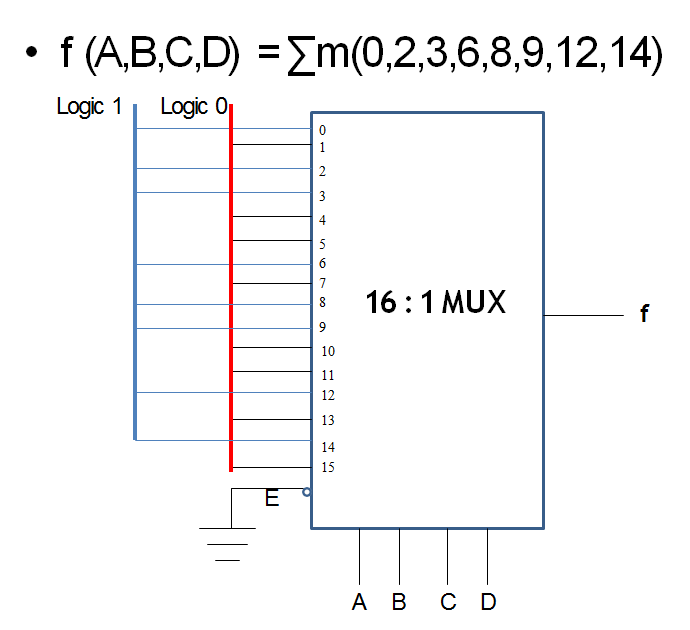 • f (A,B,C,D) =∑m(0,2,3,6,8,9,12,14)
Logic 1 Logic 0
0
1
2
3
4
5
6
7
8
9
10
11
12
13
14
15
16 : 1 MUX
f
E
A B C D